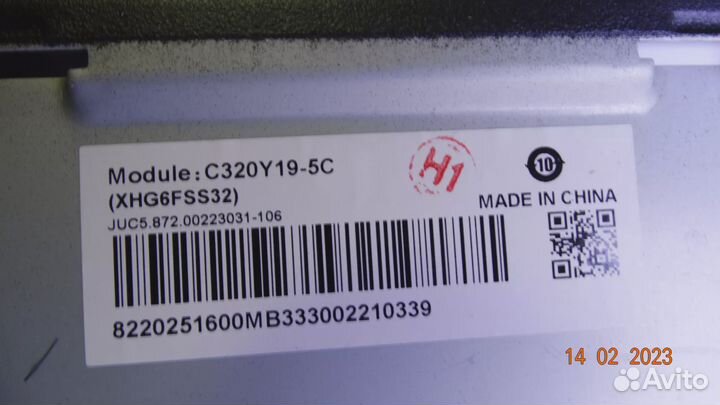 Module: C320Y19-5C
(XHG6FSS32)
JUC5.872.00223031-106
H1
10
MADE IN CHINA
8220251600MB333002210339
14 02 2023
Avito